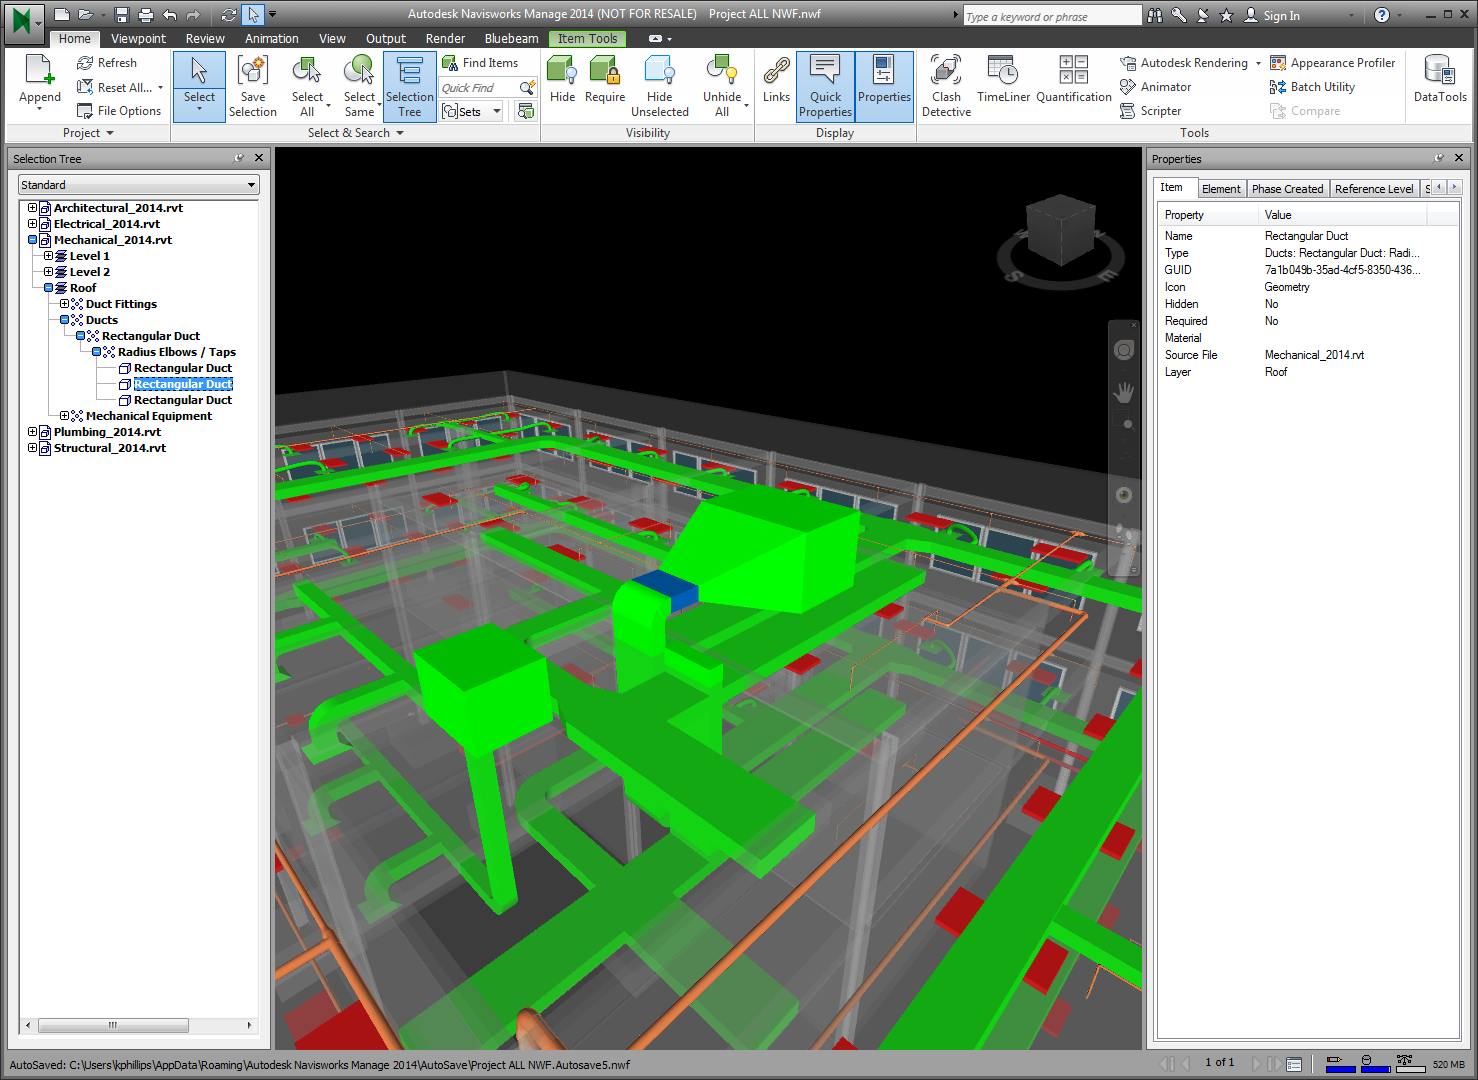 Autodesk Navisworks Manage 2014 (NOT FOR RESALE) Project ALL NWF.nwf
Type a keyword or phrase
Sign In
Home Viewpoint Review Animation View Output Render Bluebeam Item Tools
Append
Refresh
Reset All...
File Options
Project
Select
Save Selection
Select All
Select Same
Selection Tree
Find Items
Quick Find
Sets
Select & Search
Hide
Require
Hide Unselected
Unhide All
Visibility
Links
Quick Properties
Properties
Display
Clash Detective
TimeLiner
Quantification
Autodesk Rendering
Animator
Scripter
Appearance Profiler
Batch Utility
Compare
Tools
DataTools
Selection Tree
Standard
Architectural_2014.rvt
Electrical_2014.rvt
Mechanical_2014.rvt
Level 1
Level 2
Roof
Duct Fittings
Ducts
Rectangular Duct
Radius Elbows / Taps
Rectangular Duct
Rectangular Duct
Rectangular Duct
Mechanical Equipment
Plumbing_2014.rvt
Structural_2014.rvt
S E
Properties
Item Element Phase Created Reference Level S
Property Value
Name Rectangular Duct
Type Ducts: Rectangular Duct: Radi...
GUID 7a1b049b-35ad-4cf5-8350-436...
Icon Geometry
Hidden No
Required No
Material
Source File Mechanical_2014.rvt
Layer Roof
AutoSaved: C:\Users\kphillips\AppData\Roaming\Autodesk Navisworks Manage 2014\AutoSave\Project ALL NWF.Autosave5.nwf
1 of 1
520 MB